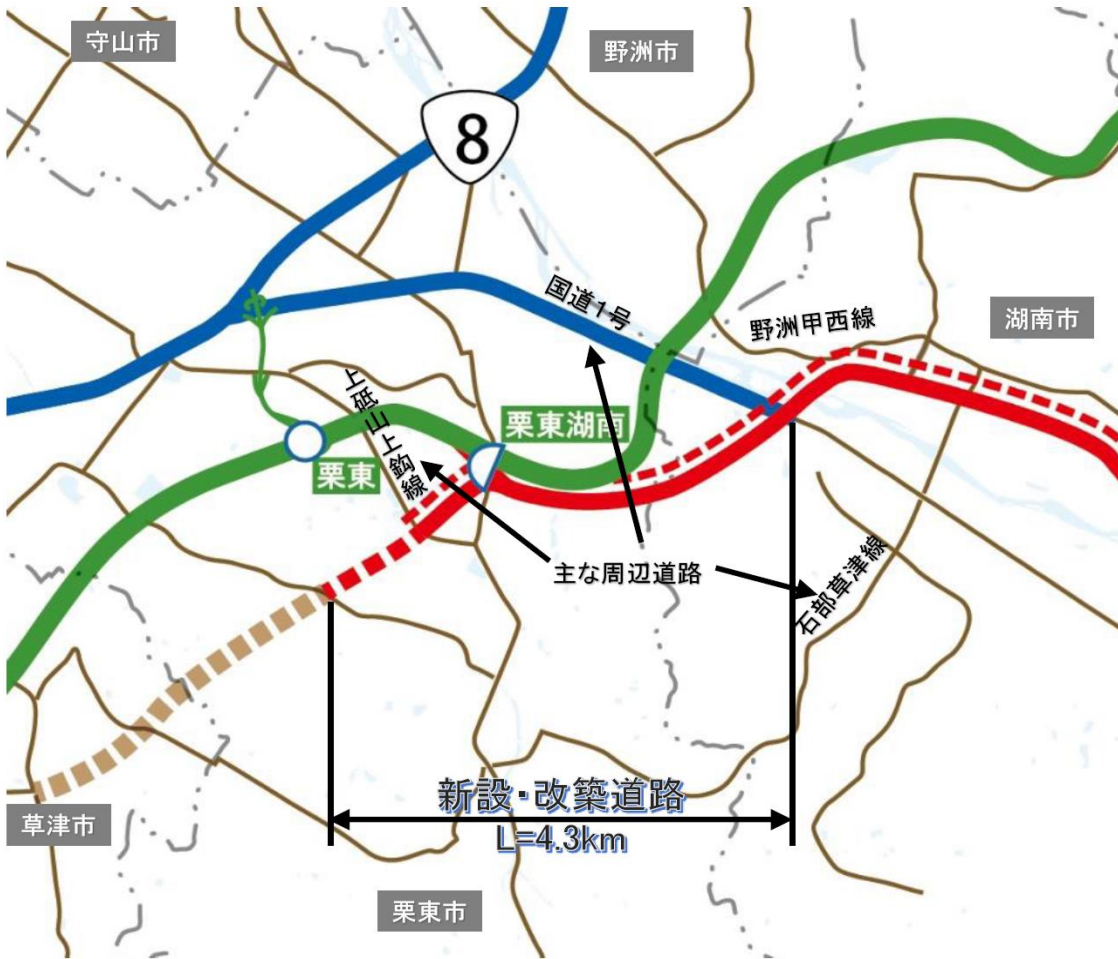 守山市
野洲市
8
国道1号
野洲甲西線
湖南市
上砥山上鈎線
栗東湖南
栗東
主な周辺道路
石部草津線
新設・改築道路
L=4.3km
草津市
栗東市